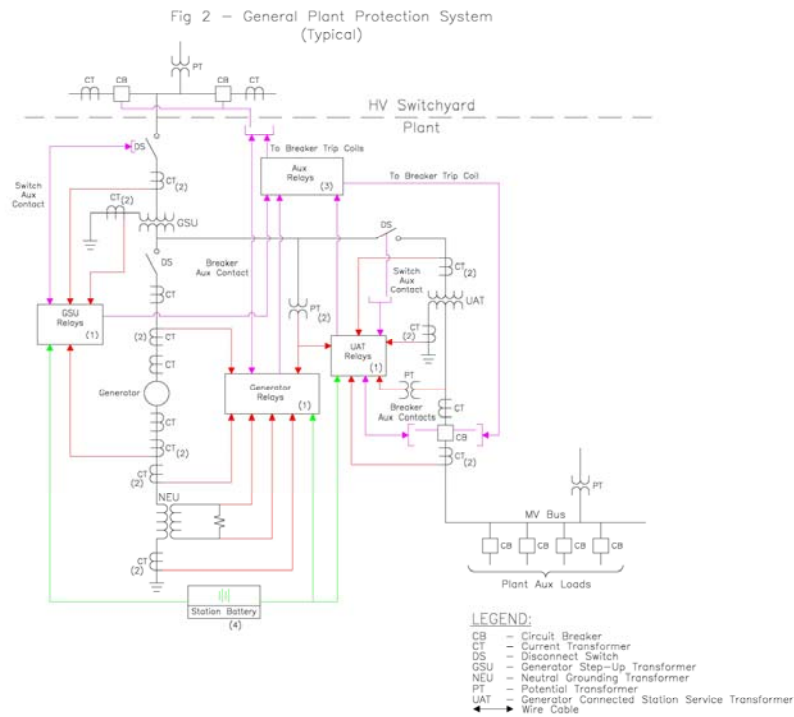 Fig 2 – General Plant Protection System
(Typical)
PT
CT
CB
CB
CT
HV Switchyard
Plant
DS
To Breaker Trip Coils
Aux
Relays
(3)
To Breaker Trip Coil
Switch
Aux
Contact
CT
(2)
CT
(2)
GSU
DS
DS
Breaker
Aux Contact
Switch
Aux
Contact
CT
(2)
UAT
CT
PT
(2)
CT
(2)
GSU
Relays
(1)
(2)
CT
UAT
Relays
(1)
CT
Generator
Generator
Relays
(1)
PT
Breaker
Aux Contacts
CT
CB
CT
CT
(2)
CT
(2)
CT
(2)
PT
NEU
MV Bus
CB
CB
CB
CB
CT
(2)
Plant Aux Loads
Station Battery
(4)
LEGEND:
CB – Circuit Breaker
CT – Current Transformer
DS – Disconnect Switch
GSU – Generator Step–Up Transformer
NEU – Neutral Grounding Transformer
PT – Potential Transformer
UAT – Generator Connected Station Service Transformer
Wire Cable